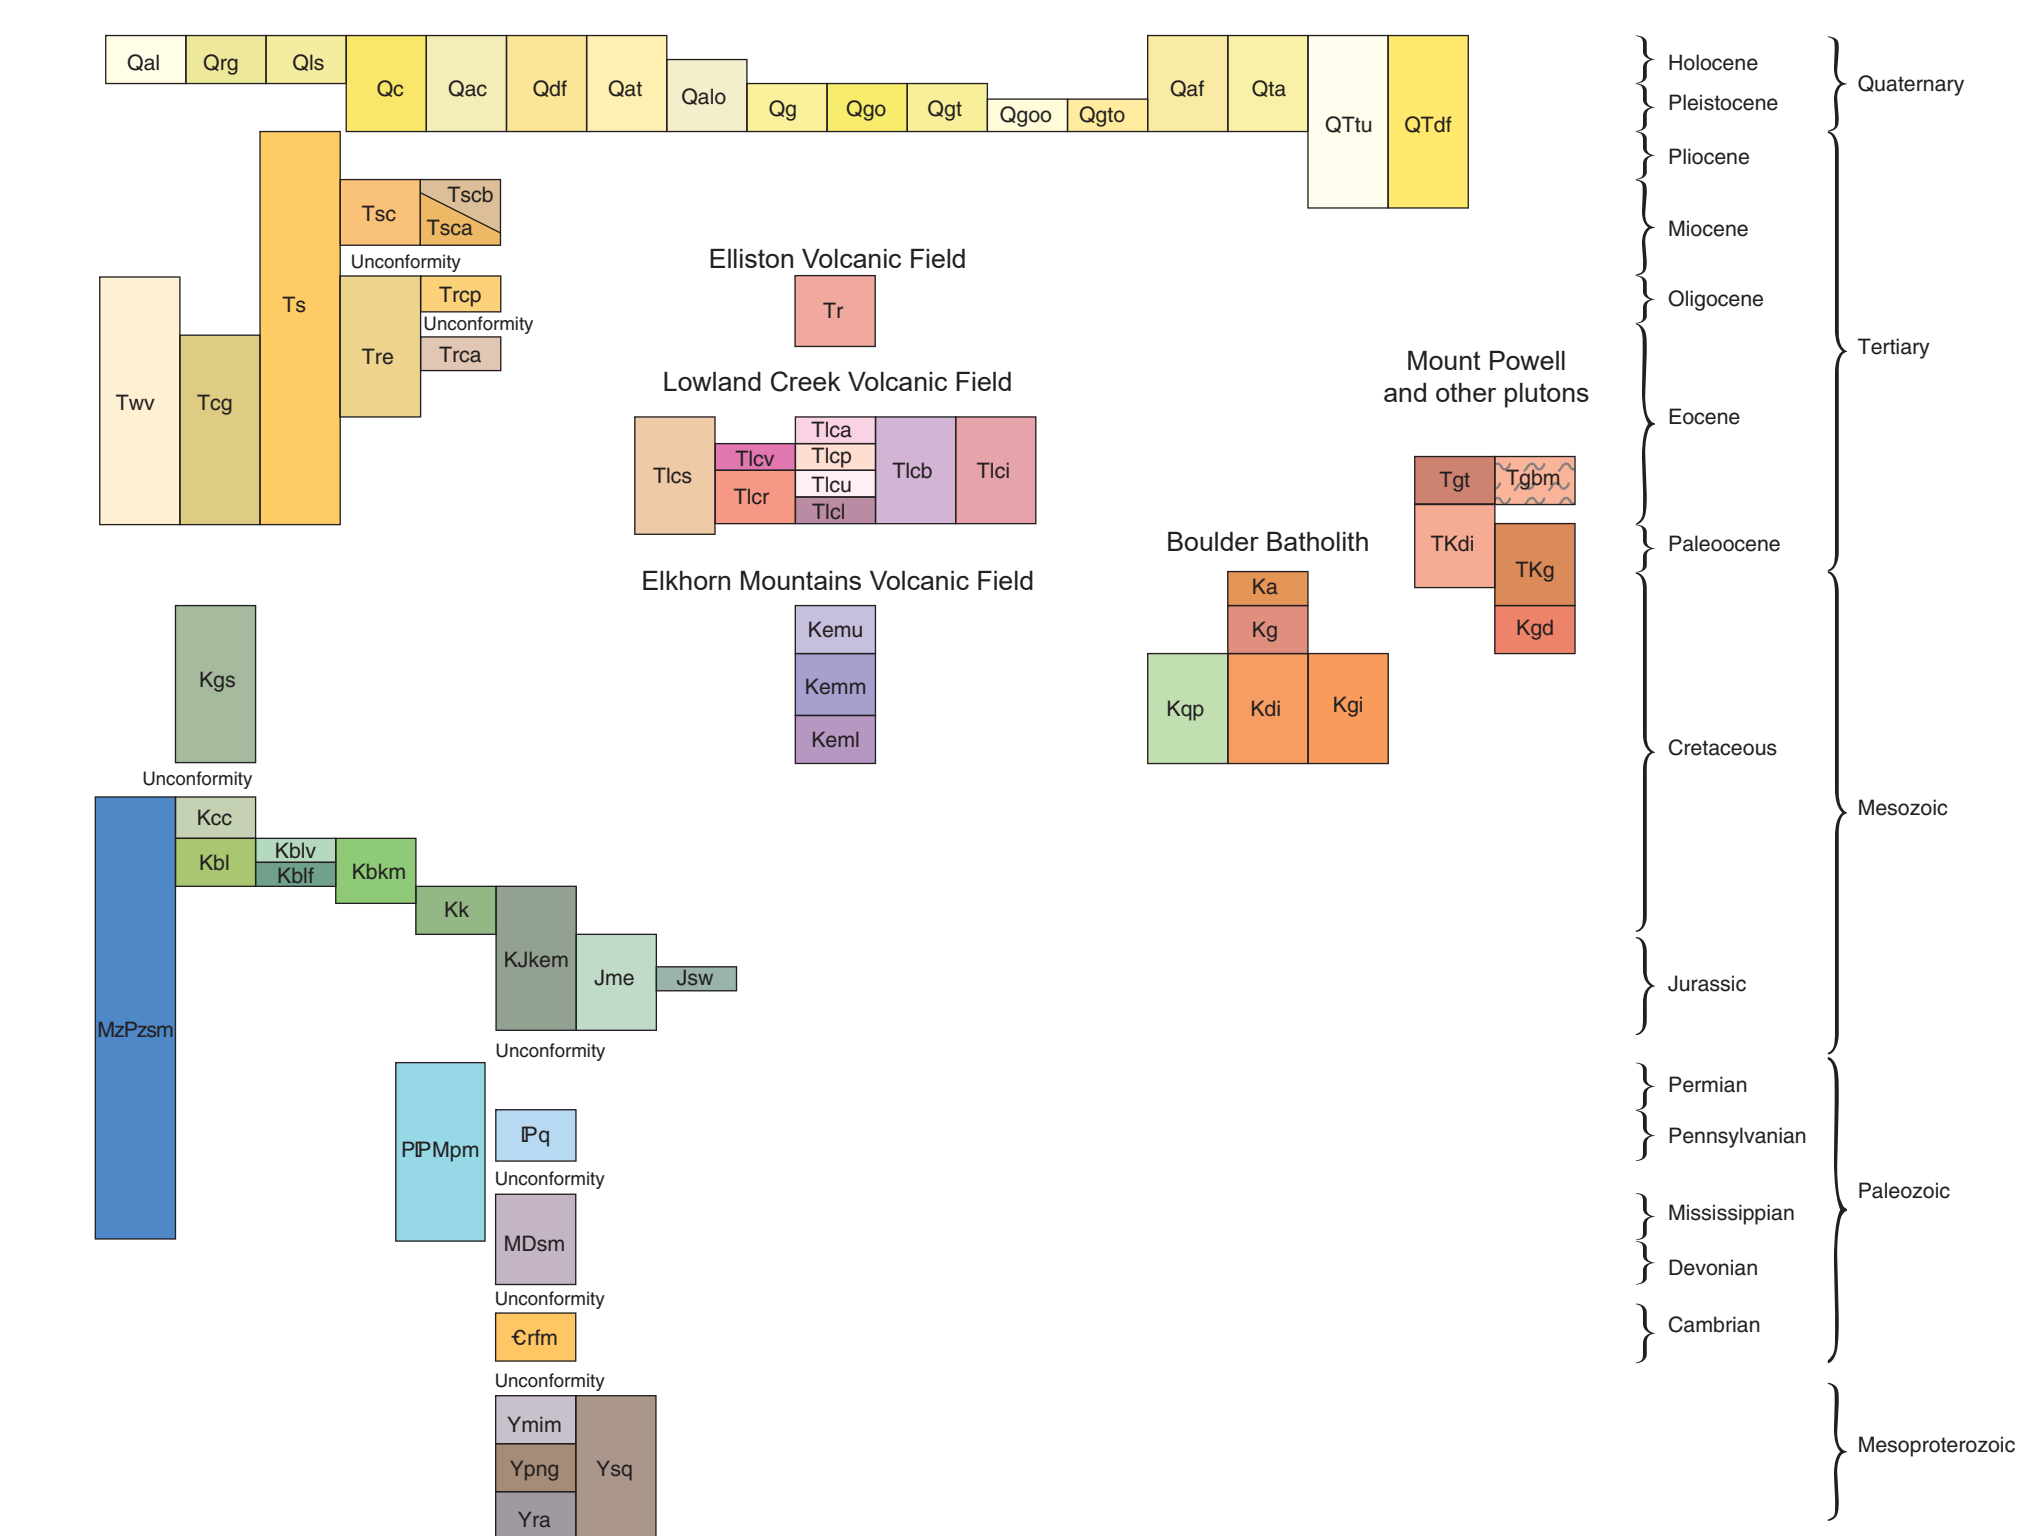 Qal
Qrg
Qls
Qc
Qac
Qdf
Qat
Qalo
Qg
Qgo
Qgt
Qgoo
Qgto
Qaf
Qta
QTtu
QTdf
Holocene
Pleistocene
Quaternary
Pliocene
Miocene
Oligocene
Eocene
Paleoocene
Tertiary
Ts
Tsc
Tscb
Tsca
Unconformity
Twv
Tcg
Tre
Trcp
Unconformity
Trca
Elliston Volcanic Field
Tr
Lowland Creek Volcanic Field
Tlcs
Tlcv
Tlcr
Tlca
Tlcp
Tlcu
Tlcl
Tlcb
Tlci
Mount Powell
and other plutons
Tgt
Tgbm
TKdi
TKg
Kgd
Boulder Batholith
Ka
Kg
Kqp
Kdi
Kgi
Elkhorn Mountains Volcanic Field
Kemu
Kemm
Keml
Kgs
Unconformity
Cretaceous
Mesozoic
MzPzsm
Kcc
Kbl
Kblv
Kblf
Kbkm
Kk
KJkem
Jme
Jsw
Jurassic
Unconformity
PℙMpm
ℙq
Permian
Pennsylvanian
Unconformity
MDsm
Mississippian
Devonian
Paleozoic
Unconformity
Єrfm
Cambrian
Unconformity
Ymim
Ypng
Yra
Ysq
Mesoproterozoic